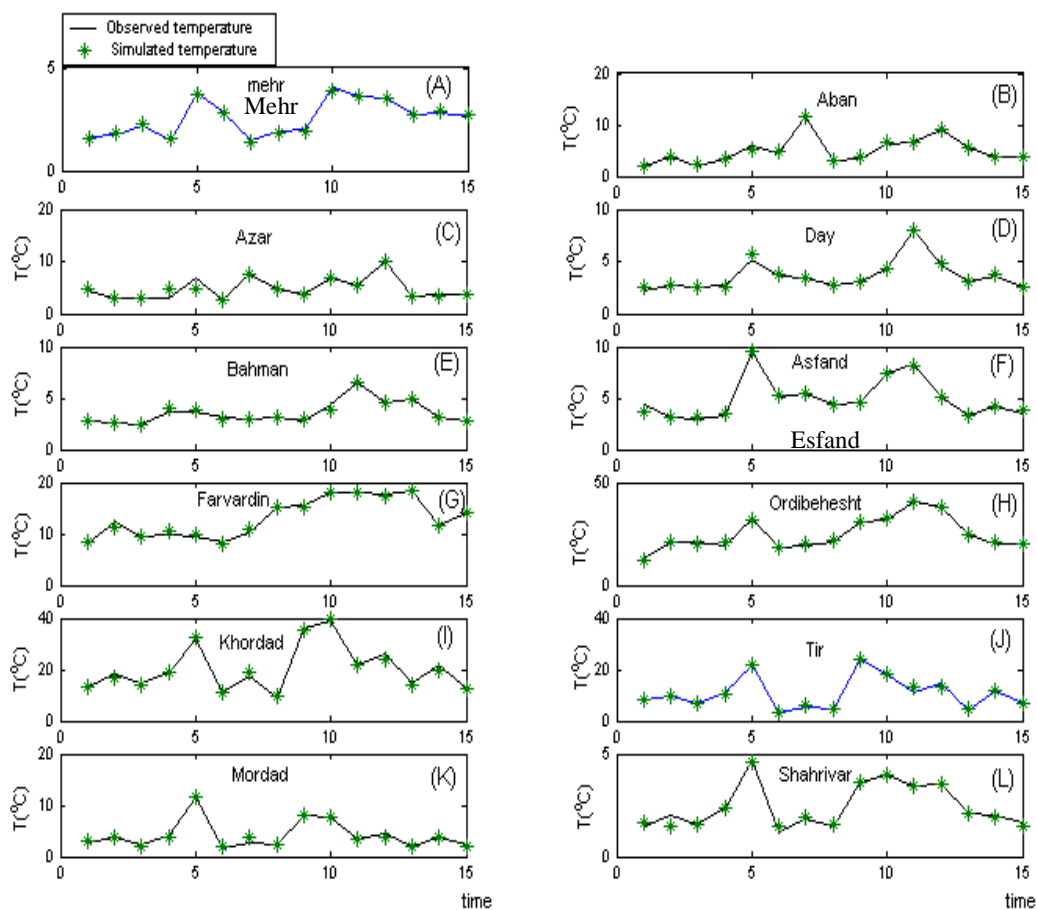 Observed temperature
Simulated temperature
5
0
0
5
10
15
mehr
Mehr
(A)
T(°C)
20
10
0
0
5
10
15
Aban
(B)
T(°C)
20
10
0
0
5
10
15
Azar
(C)
T(°C)
10
5
0
0
5
10
15
Day
(D)
T(°C)
10
5
0
0
5
10
15
Bahman
(E)
T(°C)
10
5
0
0
5
10
15
Asfand
Esfand
(F)
T(°C)
20
10
0
0
5
10
15
Farvardin
(G)
T(°C)
50
0
0
5
10
15
Ordibehesht
(H)
T(°C)
40
20
0
0
5
10
15
Khordad
(I)
T(°C)
40
20
0
0
5
10
15
Tir
(J)
T(°C)
20
10
0
0
5
10
15
Mordad
(K)
time
T(°C)
5
0
0
5
10
15
Shahrivar
(L)
time